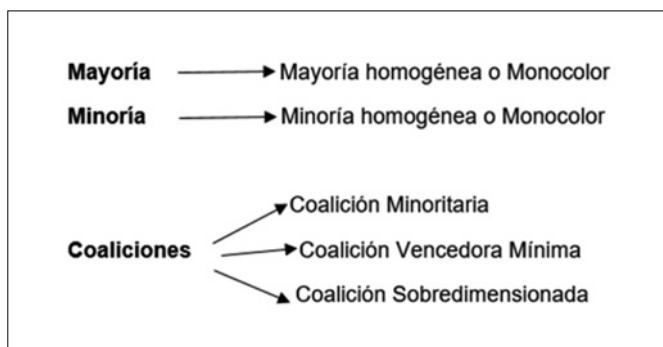 Mayoría Mayoría homogénea o Monocolor
Minoría Minoría homogénea o Monocolor
Coalición Minoritaria
Coaliciones Coalición Vencedora Mínima
Coalición Sobredimensionada